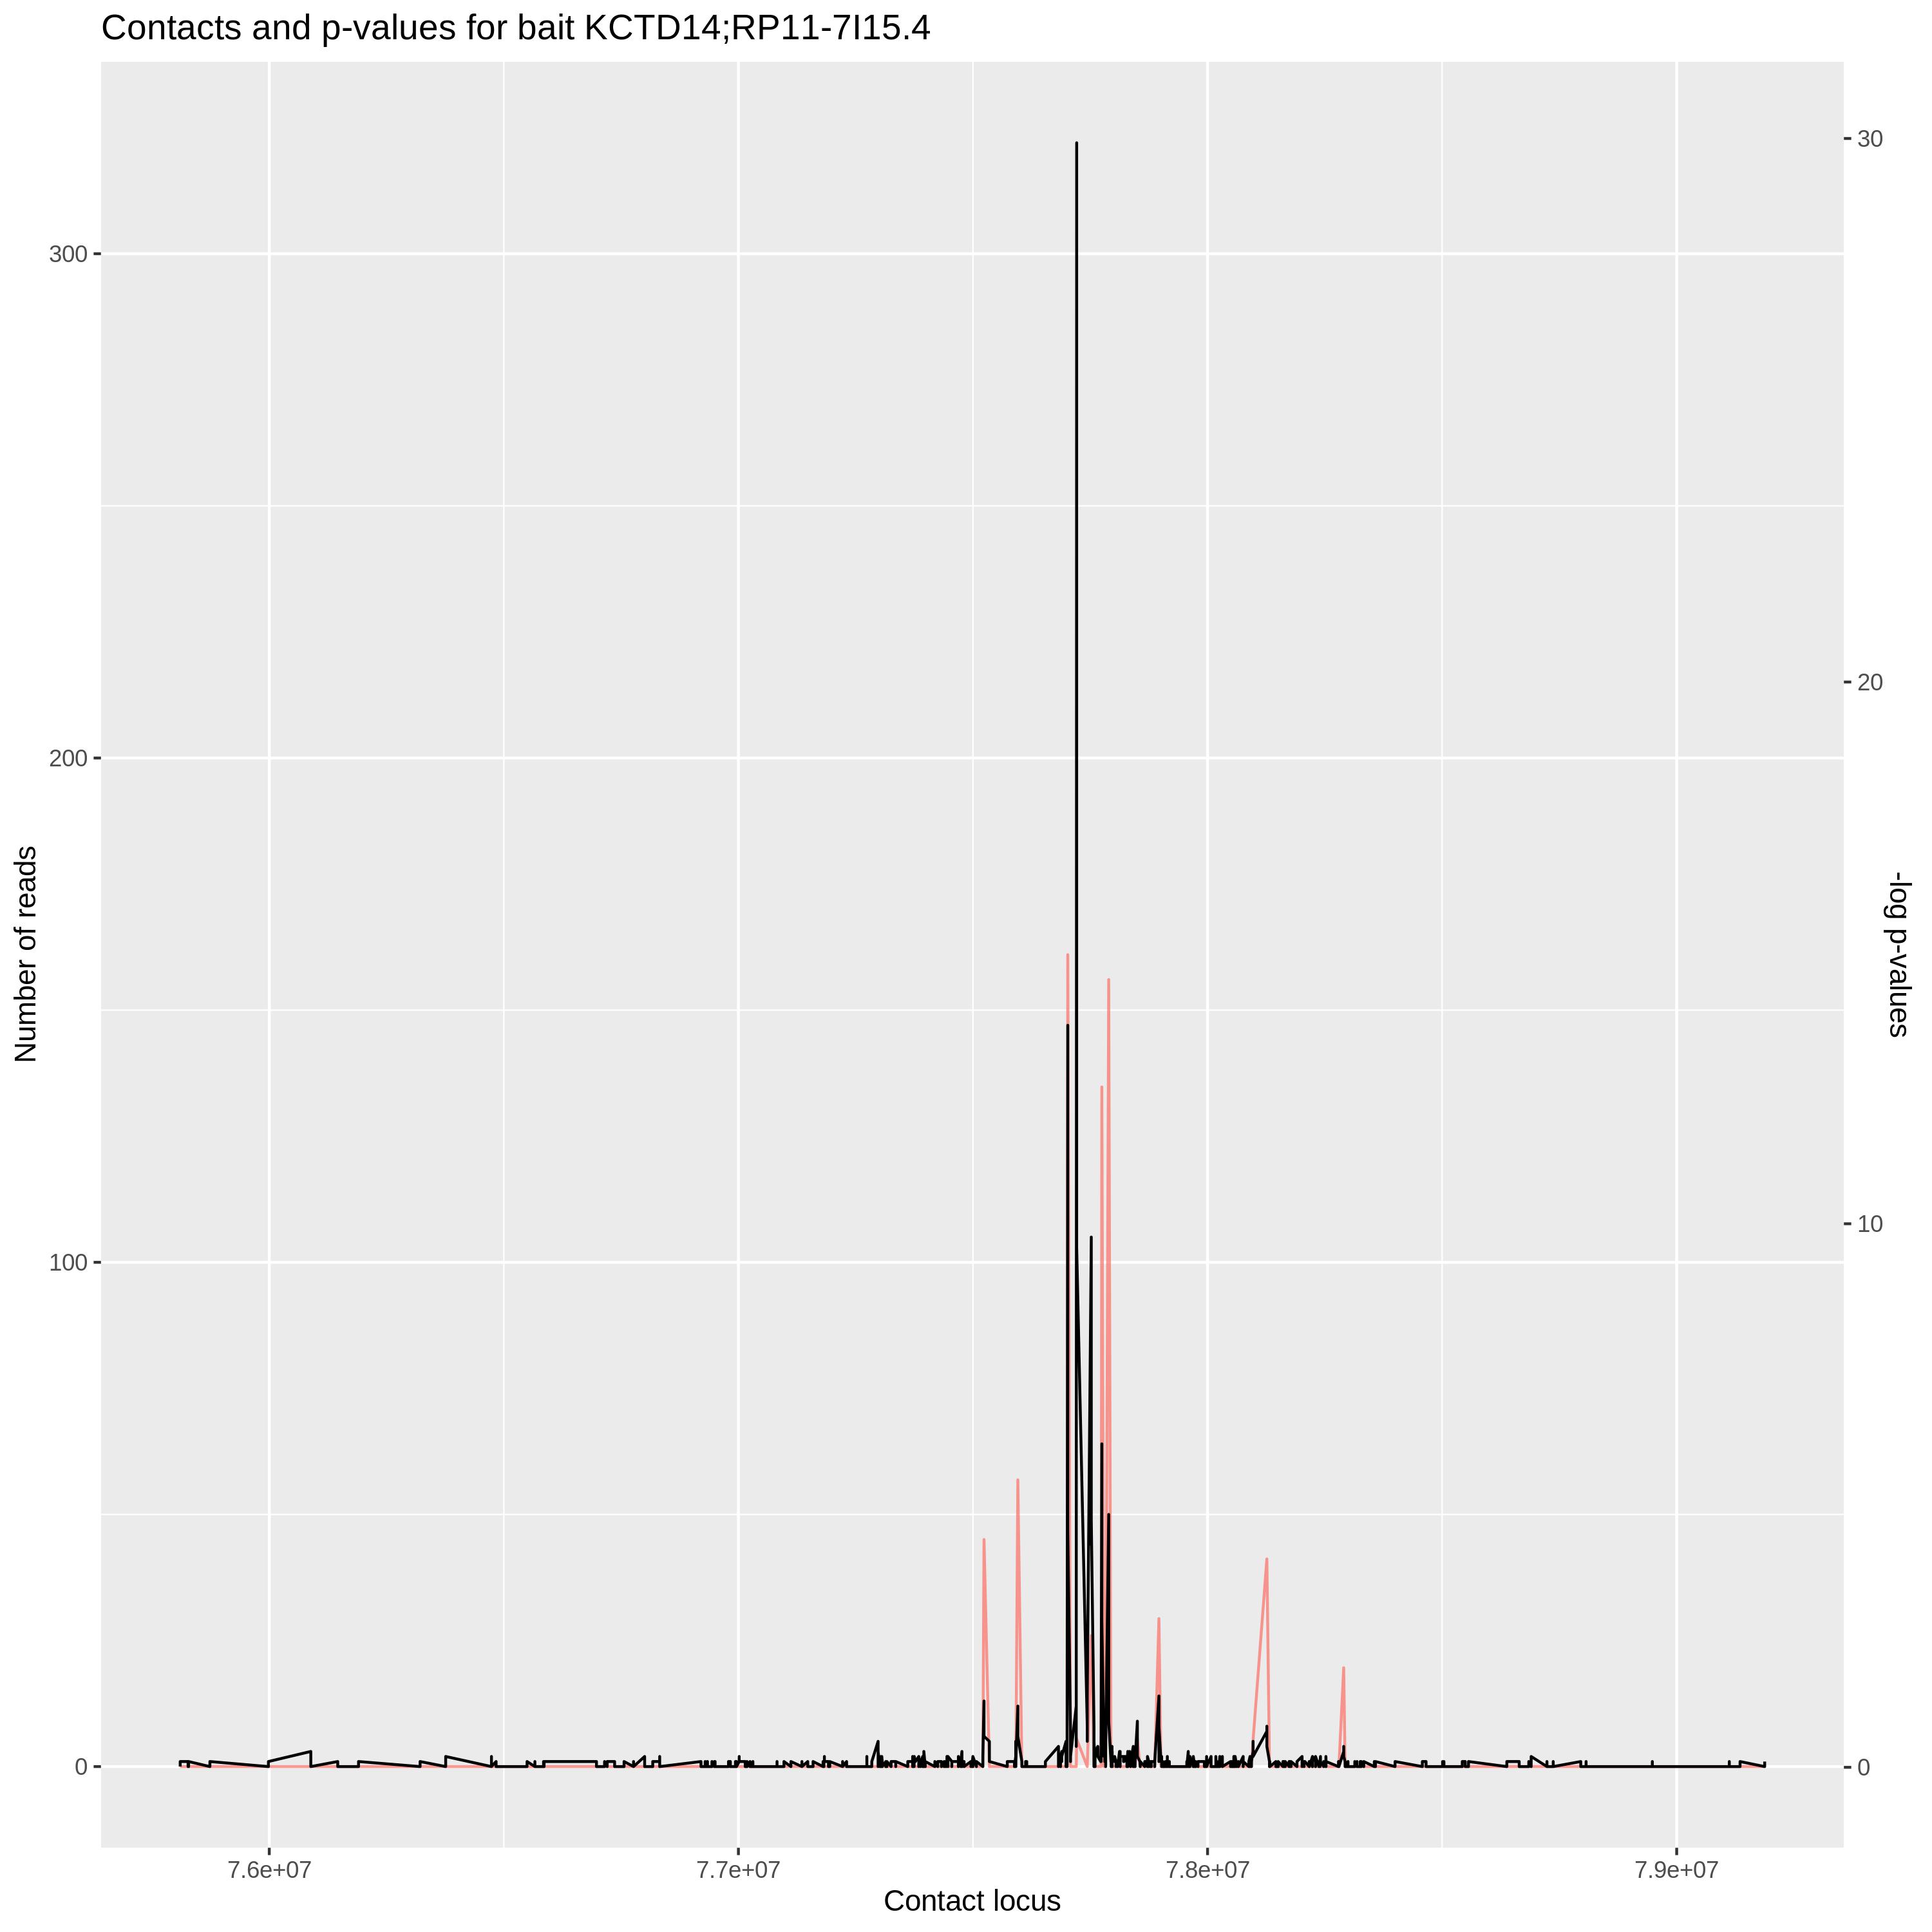 Contacts and p-values for bait KCTD14;RP11-7I15.4
300
200
100
0
Number of reads
30
20
10
0
-log p-values
7.6e+07 7.7e+07 7.8e+07 7.9e+07
Contact locus